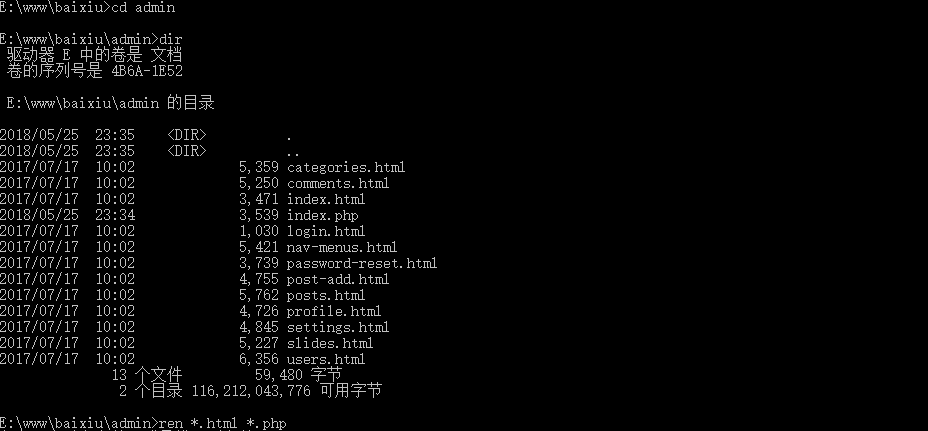 E:\www\baixiu>cd admin
E:\www\baixiu\admin>dir
驱动器 E 中的卷是 文档
卷的序列号是 4B6A-1E52
E:\www\baixiu\admin 的目录
2018/05/25  23:35    <DIR>          .
2018/05/25  23:35    <DIR>          ..
2017/07/17  10:02             5,359 categories.html
2017/07/17  10:02             5,250 comments.html
2017/07/17  10:02             3,471 index.html
2018/05/25  23:34             3,539 index.php
2017/07/17  10:02             1,030 login.html
2017/07/17  10:02             5,421 nav-menus.html
2017/07/17  10:02             3,739 password-reset.html
2017/07/17  10:02             4,755 post-add.html
2017/07/17  10:02             5,762 posts.html
2017/07/17  10:02             4,726 profile.html
2017/07/17  10:02             4,845 settings.html
2017/07/17  10:02             5,227 slides.html
2017/07/17  10:02             6,356 users.html
13 个文件         59,480 字节
2 个目录 116,212,043,776 可用字节
E:\www\baixiu\admin>ren *.html *.php